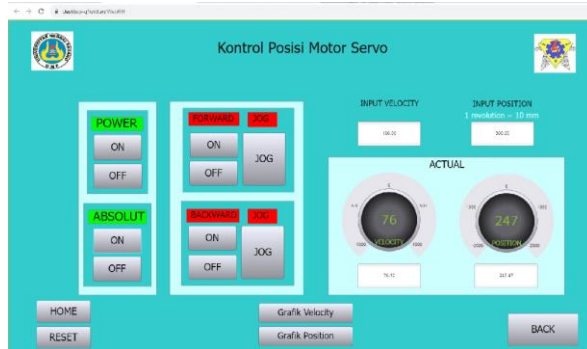 Kontrol Posisi Motor Servo
POWER
ON
OFF
ABSOLUT
ON
OFF
FORWARD JOG
ON
OFF
JOG
BACKWARD JOG
ON
OFF
JOG
INPUT VELOCITY
INPUT POSITION
1 revolution = 10 mm
ACTUAL
76
VELOCITY
247
POSITION
HOME
RESET
Grafik Velocity
Grafik Position
BACK